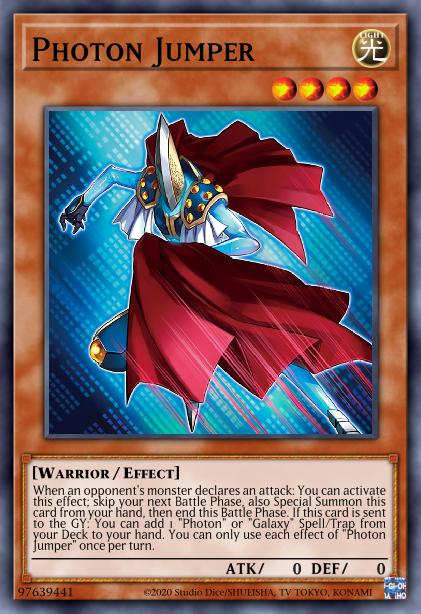 Photon Jumper
LIGHT
光
[Warrior / Effect]
When an opponent's monster declares an attack: You can activate
this effect; skip your next Battle Phase, also Special Summon this
card from your hand, then end this Battle Phase. If this card is sent
to the GY: You can add 1 "Photon" or "Galaxy" Spell/Trap from
your Deck to your hand. You can only use each effect of "Photon
Jumper" once per turn.
ATK/ 0 DEF/ 0
97639441 ©2020 Studio Dice/SHUEISHA, TV TOKYO, KONAMI